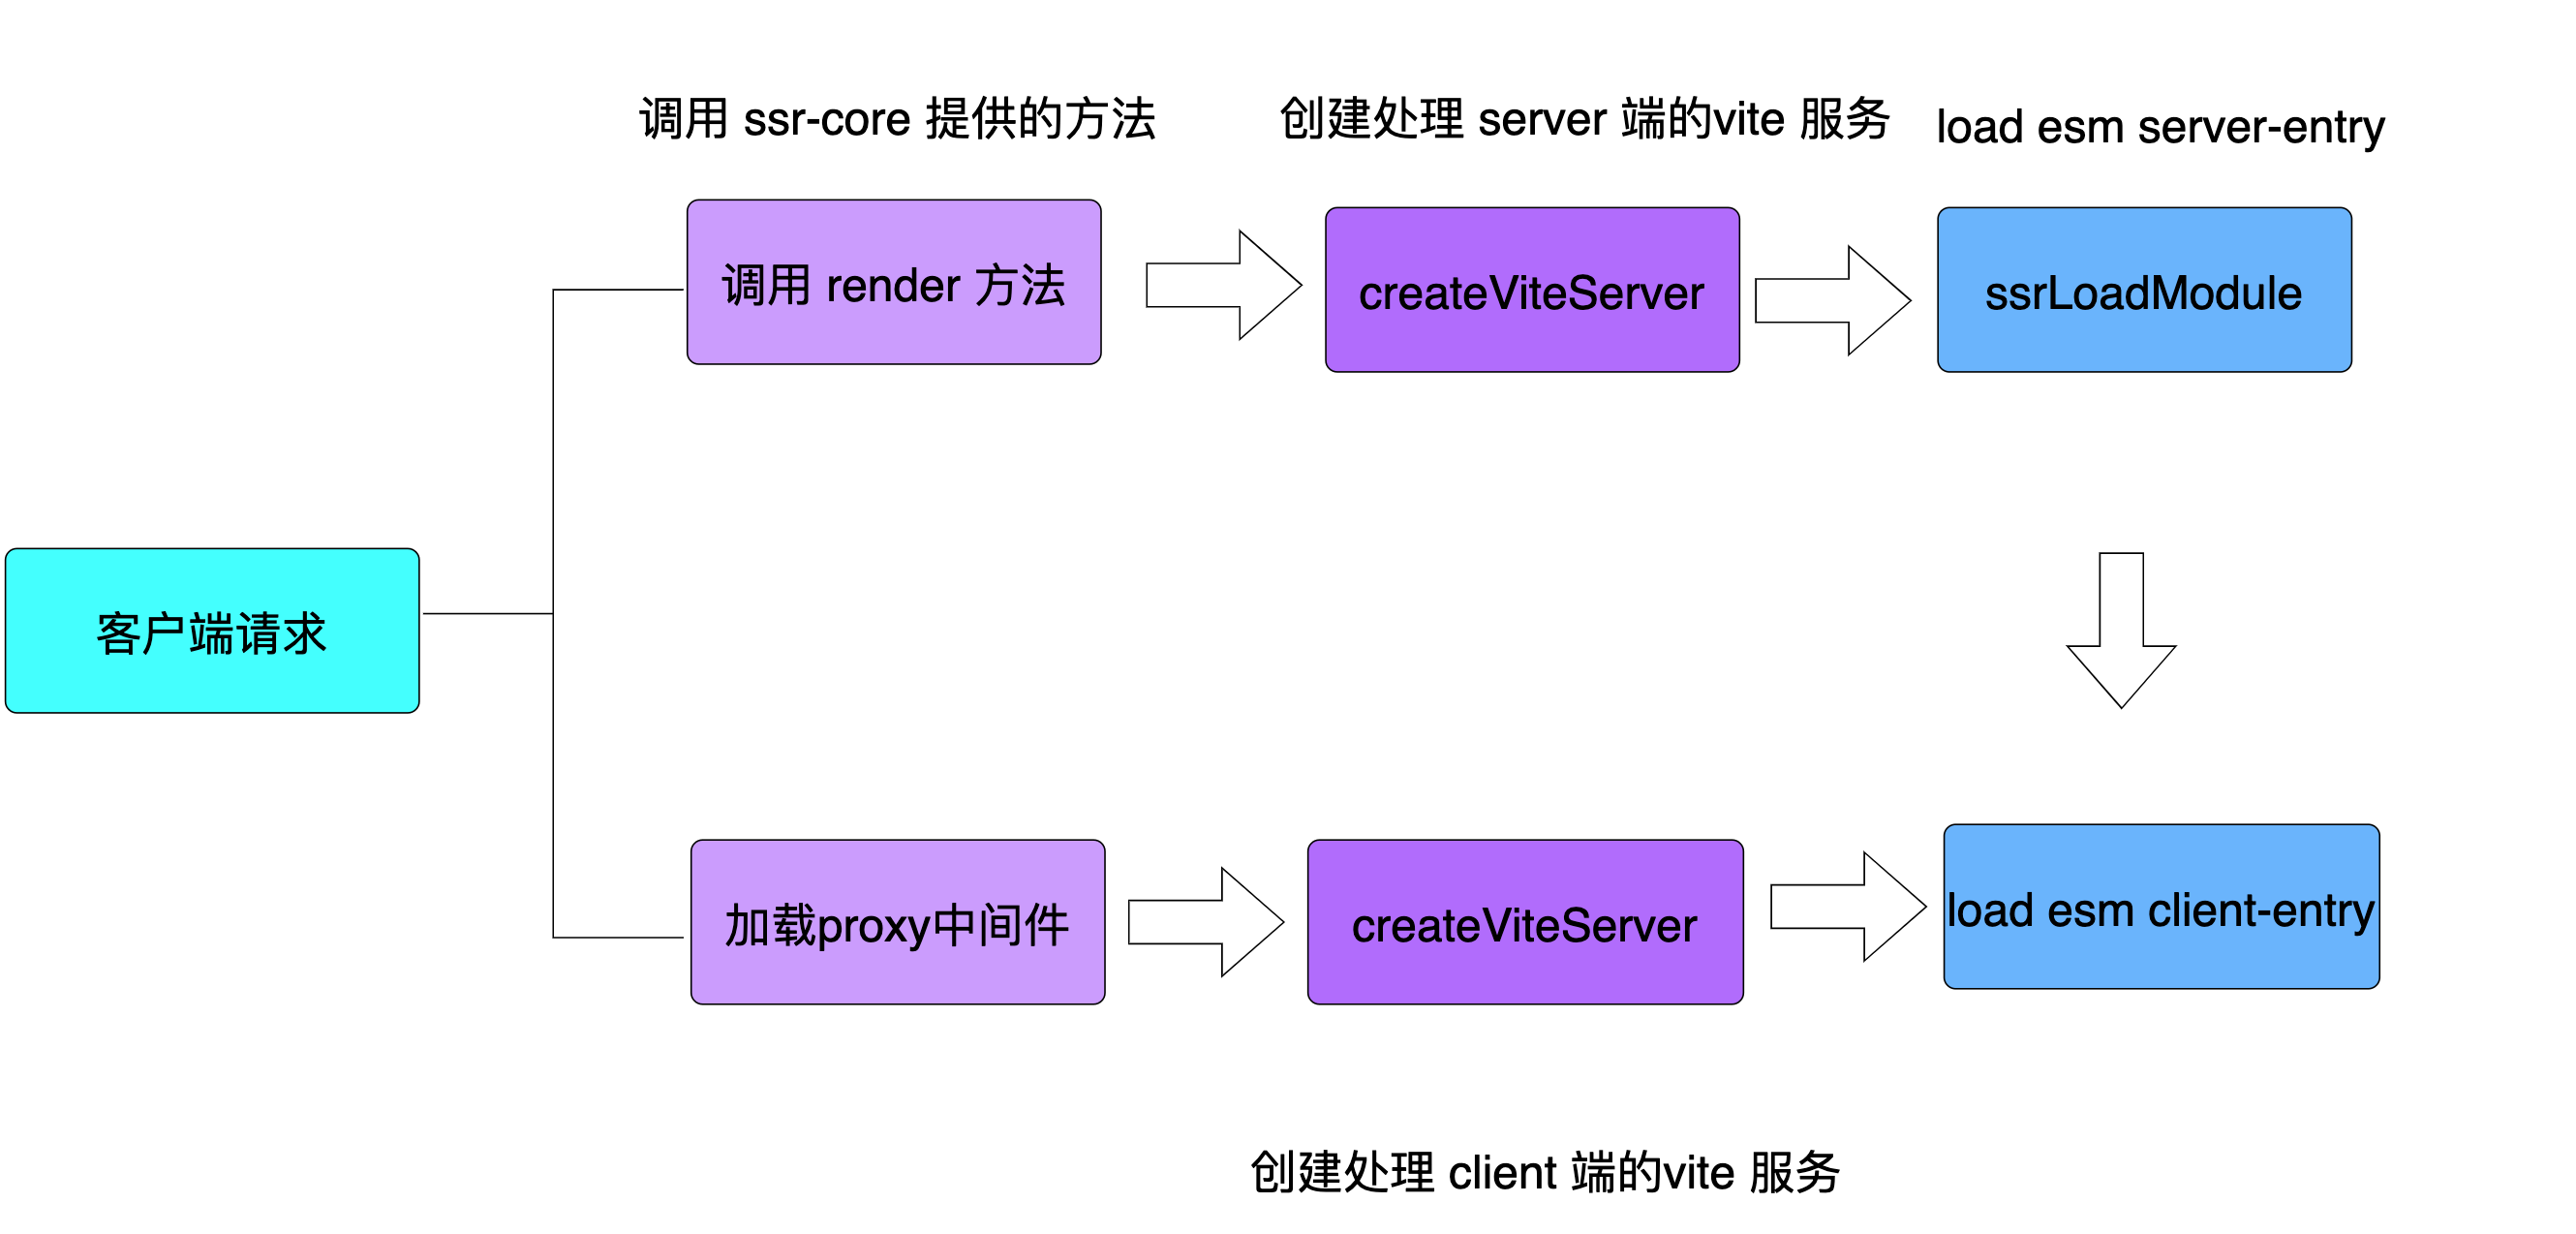 调用 ssr-core 提供的方法
创建处理 server 端的vite 服务
load esm server-entry
调用 render 方法
createViteServer
ssrLoadModule
客户端请求
加载proxy中间件
createViteServer
load esm client-entry
创建处理 client 端的vite 服务